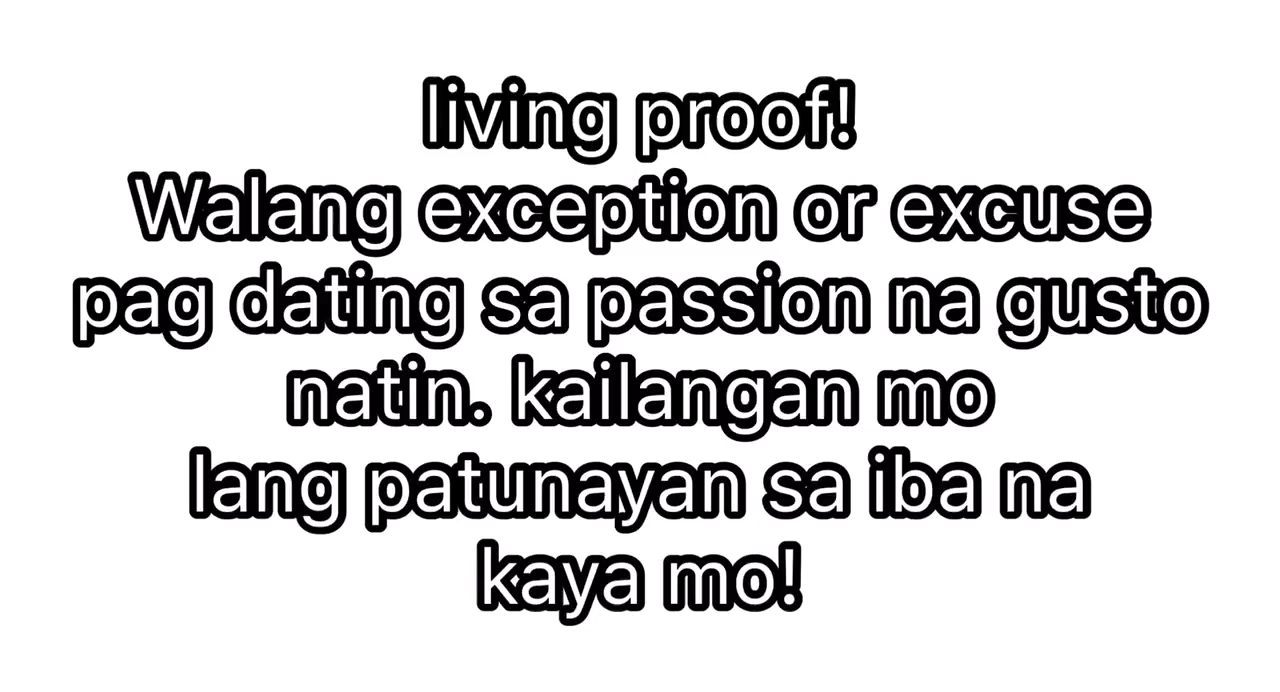 living proof!
Walang exception or excuse
pag dating sa passion na gusto
natin. kailangan mo
lang patunayan sa iba na
kaya mo!